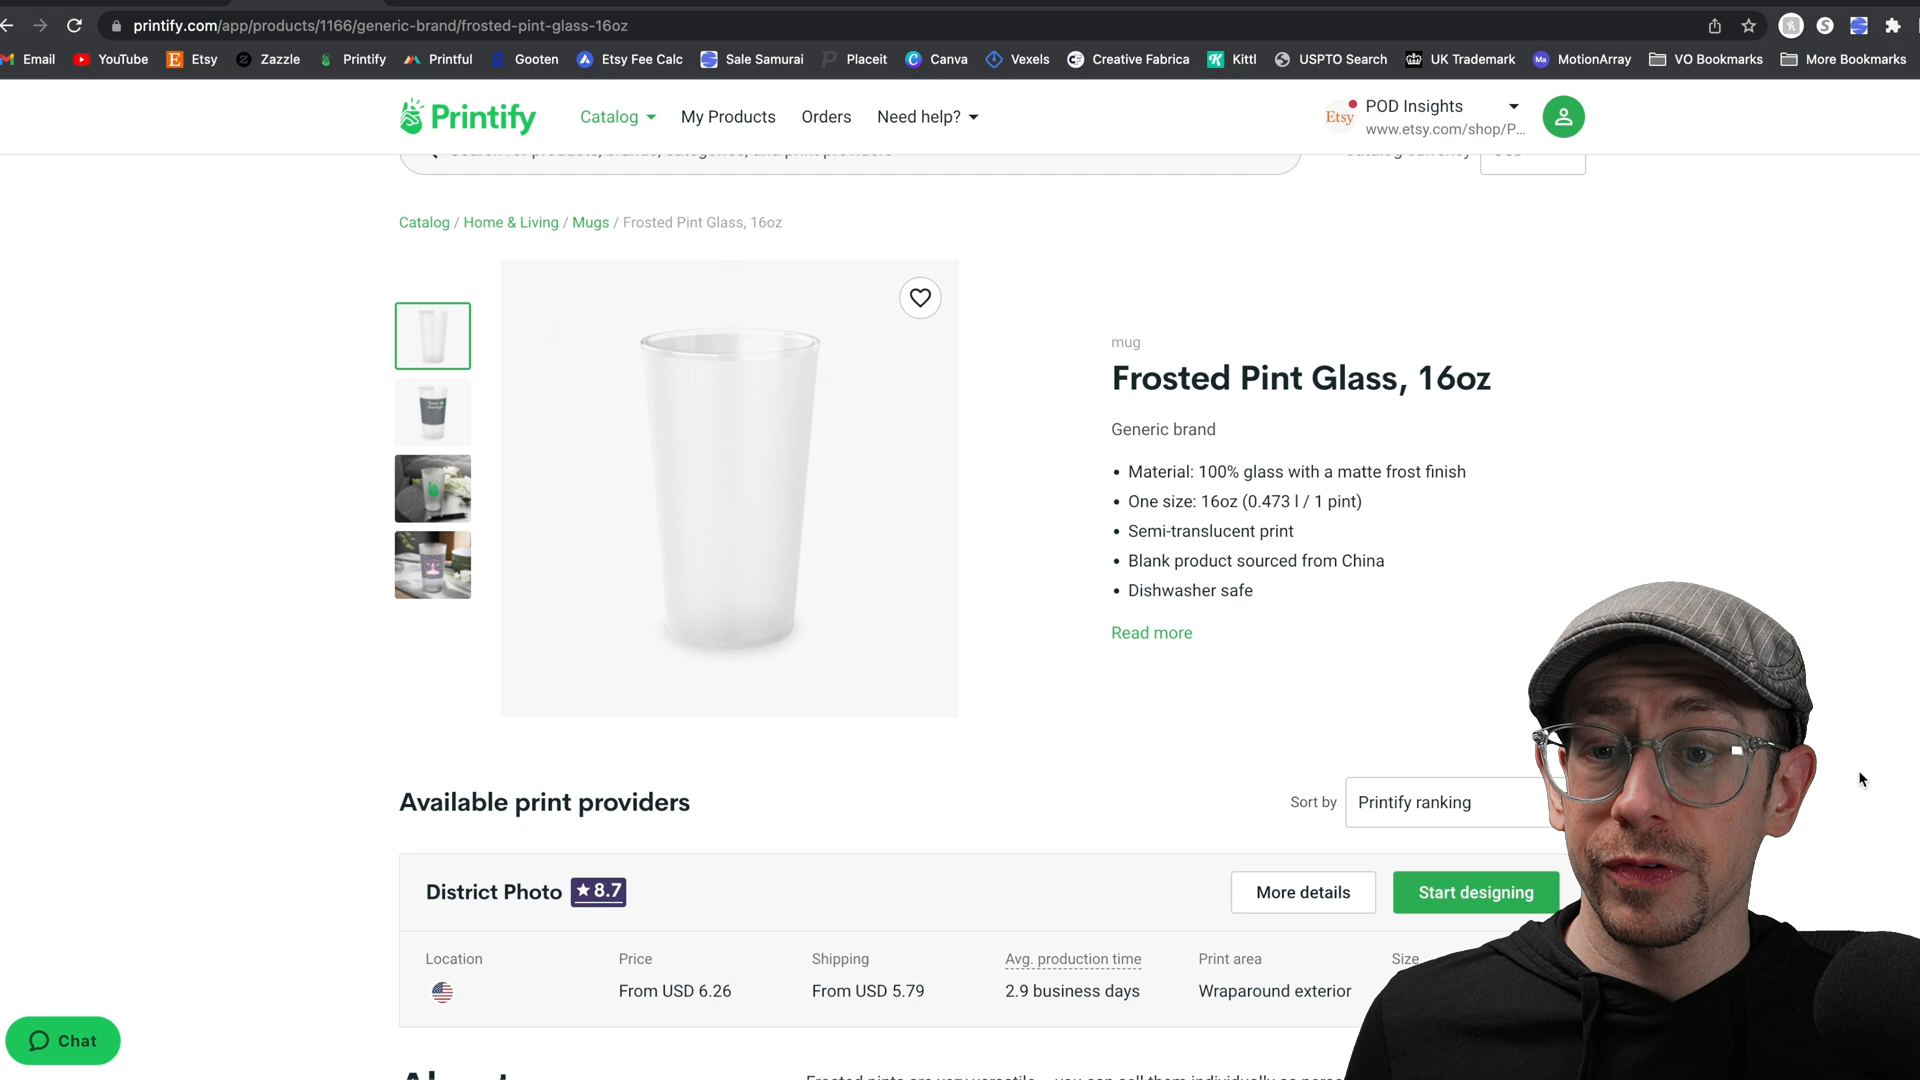 printify.com/app/products/1166/generic-brand/frosted-pint-glass-16oz
Email YouTube Etsy Zazzle Printify Printful Gooten Etsy Fee Calc Sale Samurai Placeit Canva Vexels Creative Fabrica Kittl USPTO Search UK Trademark MotionArray VO Bookmarks More Bookmarks
Printify Catalog My Products Orders Need help? Etsy POD Insights
www.etsy.com/shop/P...
Catalog / Home & Living / Mugs / Frosted Pint Glass, 16oz
mug
Frosted Pint Glass, 16oz
Generic brand
• Material: 100% glass with a matte frost finish
• One size: 16oz (0.473 l / 1 pint)
• Semi-translucent print
• Blank product sourced from China
• Dishwasher safe
Read more
Available print providers
Sort by Printify ranking
District Photo ★ 8.7 More details Start designing
Location Price Shipping Avg. production time Print area Size
From USD 6.26 From USD 5.79 2.9 business days Wraparound exterior
Chat